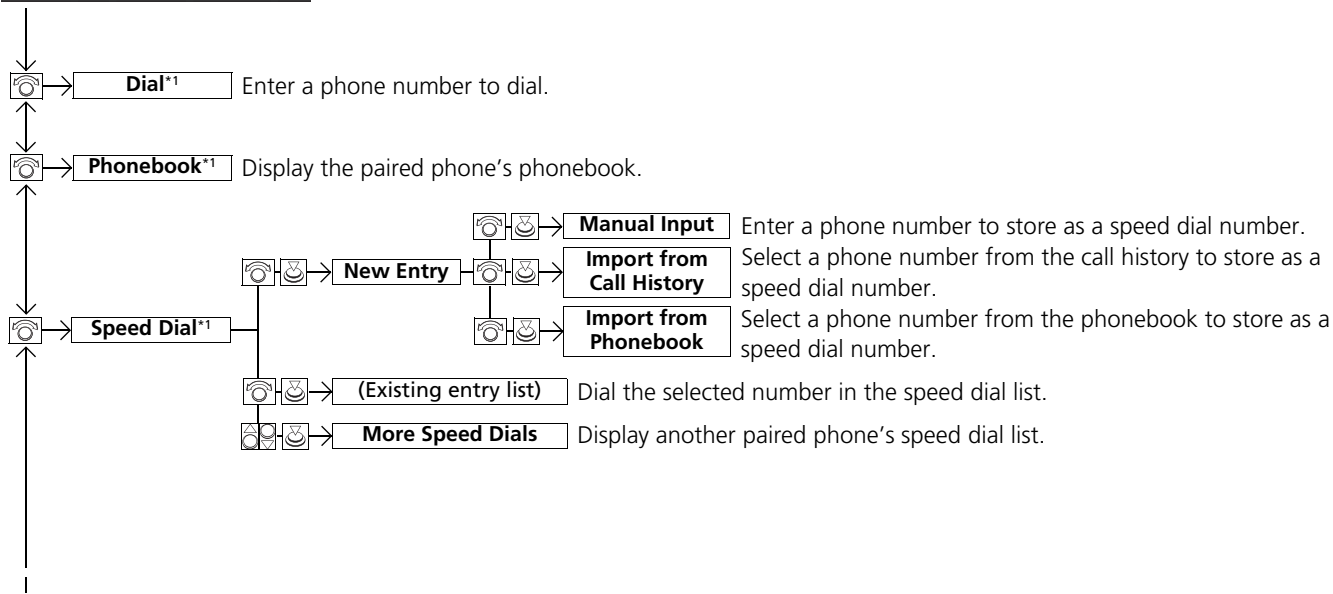 Dial*1 Enter a phone number to dial.
Phonebook*1 Display the paired phone’s phonebook.
Manual Input Enter a phone number to store as a speed dial number.
New Entry
Import from
Call History
Select a phone number from the call history to store as a
speed dial number.
Speed Dial*1
Import from
Phonebook
Select a phone number from the phonebook to store as a
speed dial number.
(Existing entry list) Dial the selected number in the speed dial list.
More Speed Dials Display another paired phone’s speed dial list.